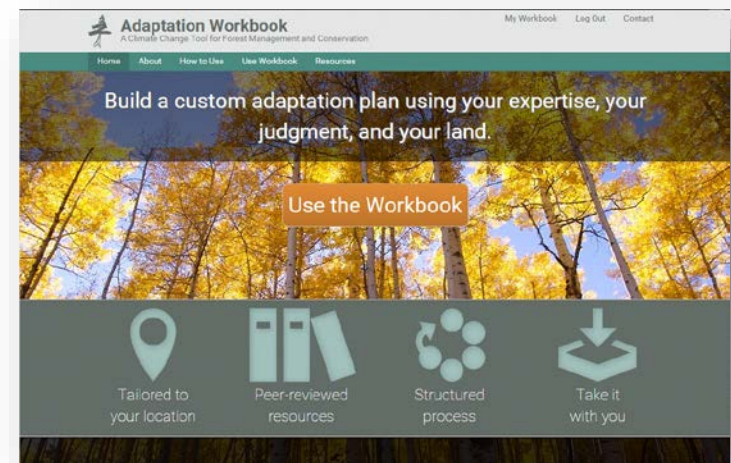 My Workbook Log Out Contact
Adaptation Workbook
A Climate Change Tool for Forest Management and Conservation
Home About How to Use Use Workbook Resources
Build a custom adaptation plan using your expertise, your
judgment, and your land.
Use the Workbook
Tailored to
your location
Peer-reviewed
resources
Structured
process
Take it
with you